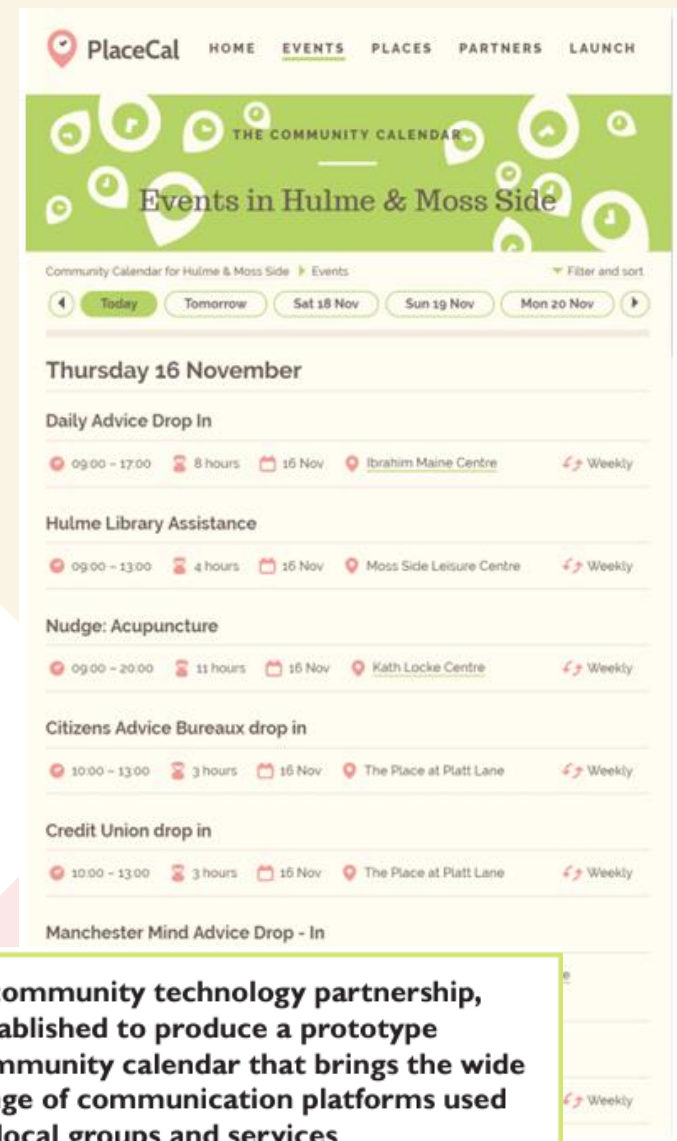 PlaceCal HOME EVENTS PLACES PARTNERS LAUNCH
THE COMMUNITY CALENDAR
Events in Hulme & Moss Side
Community Calendar for Hulme & Moss Side Events Filter and sort
Today Tomorrow Sat 18 Nov Sun 19 Nov Mon 20 Nov
Thursday 16 November
Daily Advice Drop In
09:00 – 17:00 8 hours 16 Nov Ibrahim Maine Centre Weekly
Hulme Library Assistance
09:00 – 13:00 4 hours 16 Nov Moss Side Leisure Centre Weekly
Nudge: Acupuncture
09:00 – 20:00 11 hours 16 Nov Kath Locke Centre Weekly
Citizens Advice Bureaux drop in
10:00 – 13:00 3 hours 16 Nov The Place at Platt Lane Weekly
Credit Union drop in
10:00 – 13:00 3 hours 16 Nov The Place at Platt Lane Weekly
Manchester Mind Advice Drop - In
community technology partnership,
ablished to produce a prototype
mmunity calendar that brings the wide
nge of communication platforms used
local groups and services
Weekly